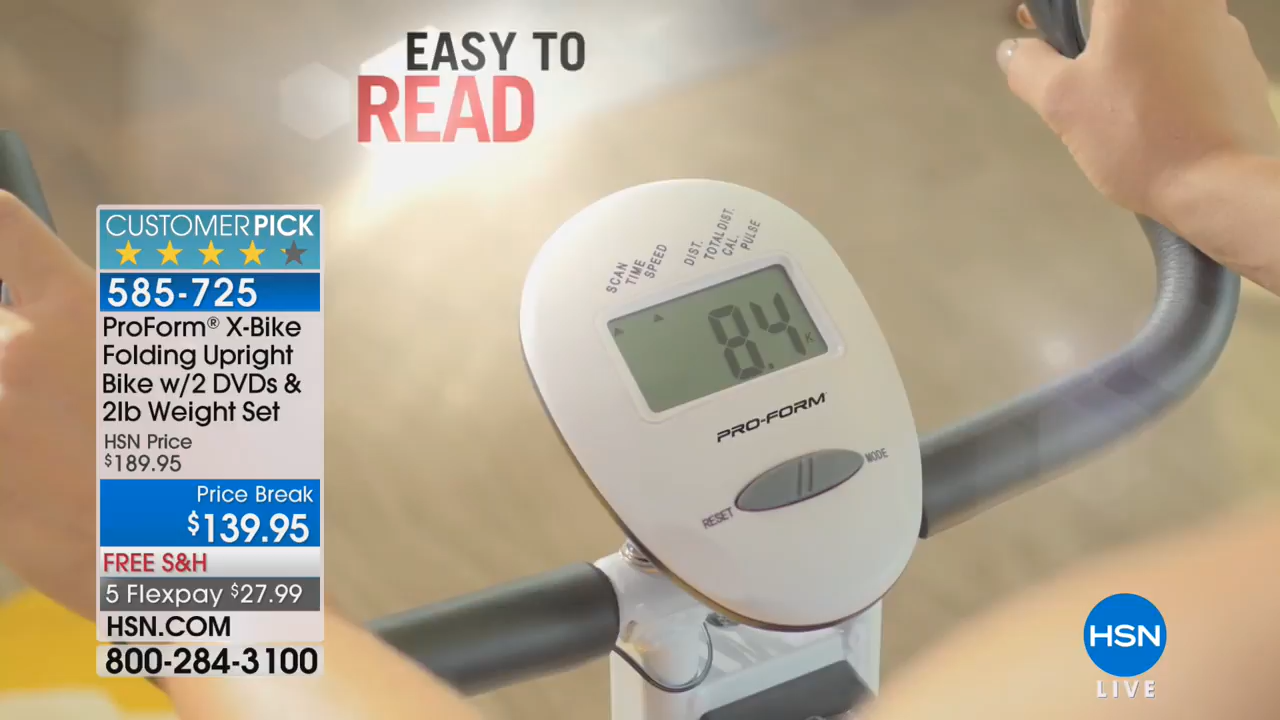 EASY TO
READ
CUSTOMER PICK
585-725
ProForm® X-Bike
Folding Upright
Bike w/2 DVDs &
2lb Weight Set
HSN Price
$189.95
Price Break
$139.95
FREE S&H
5 Flexpay $27.99
HSN.COM
800-284-3100
SCAN
TIME
SPEED
DIST.
TOTAL DIST.
CAL.
PULSE
8.4 K
PRO-FORM
MODE
RESET
HSN
LIVE